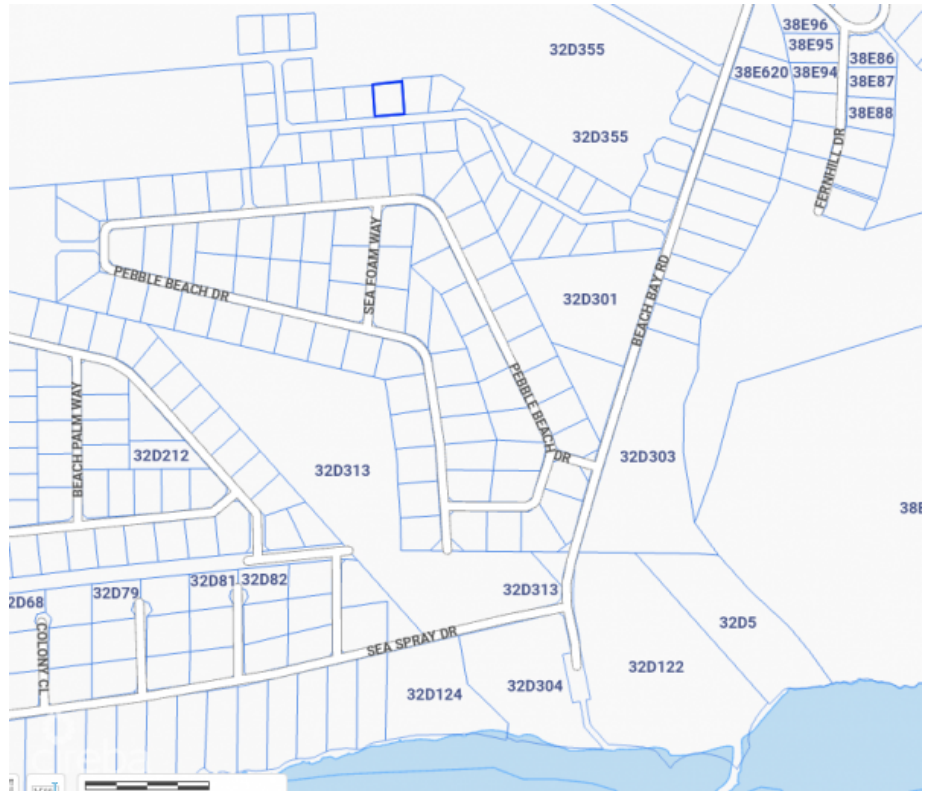 38E96
38E95
32D355
38E86
38E620
38E94
38E87
38E88
32D355
FERNHILL DR
SEA FOAM WAY
PEBBLE BEACH DR
32D301
BEACH BAY RD
PEBBLE BEACH DR
BEACH PALM WAY
32D212
32D313
32D303
32D81
32D82
32D79
32D313
32D5
COLONY CL
SEA SPRAY DR
32D122
32D304
32D124